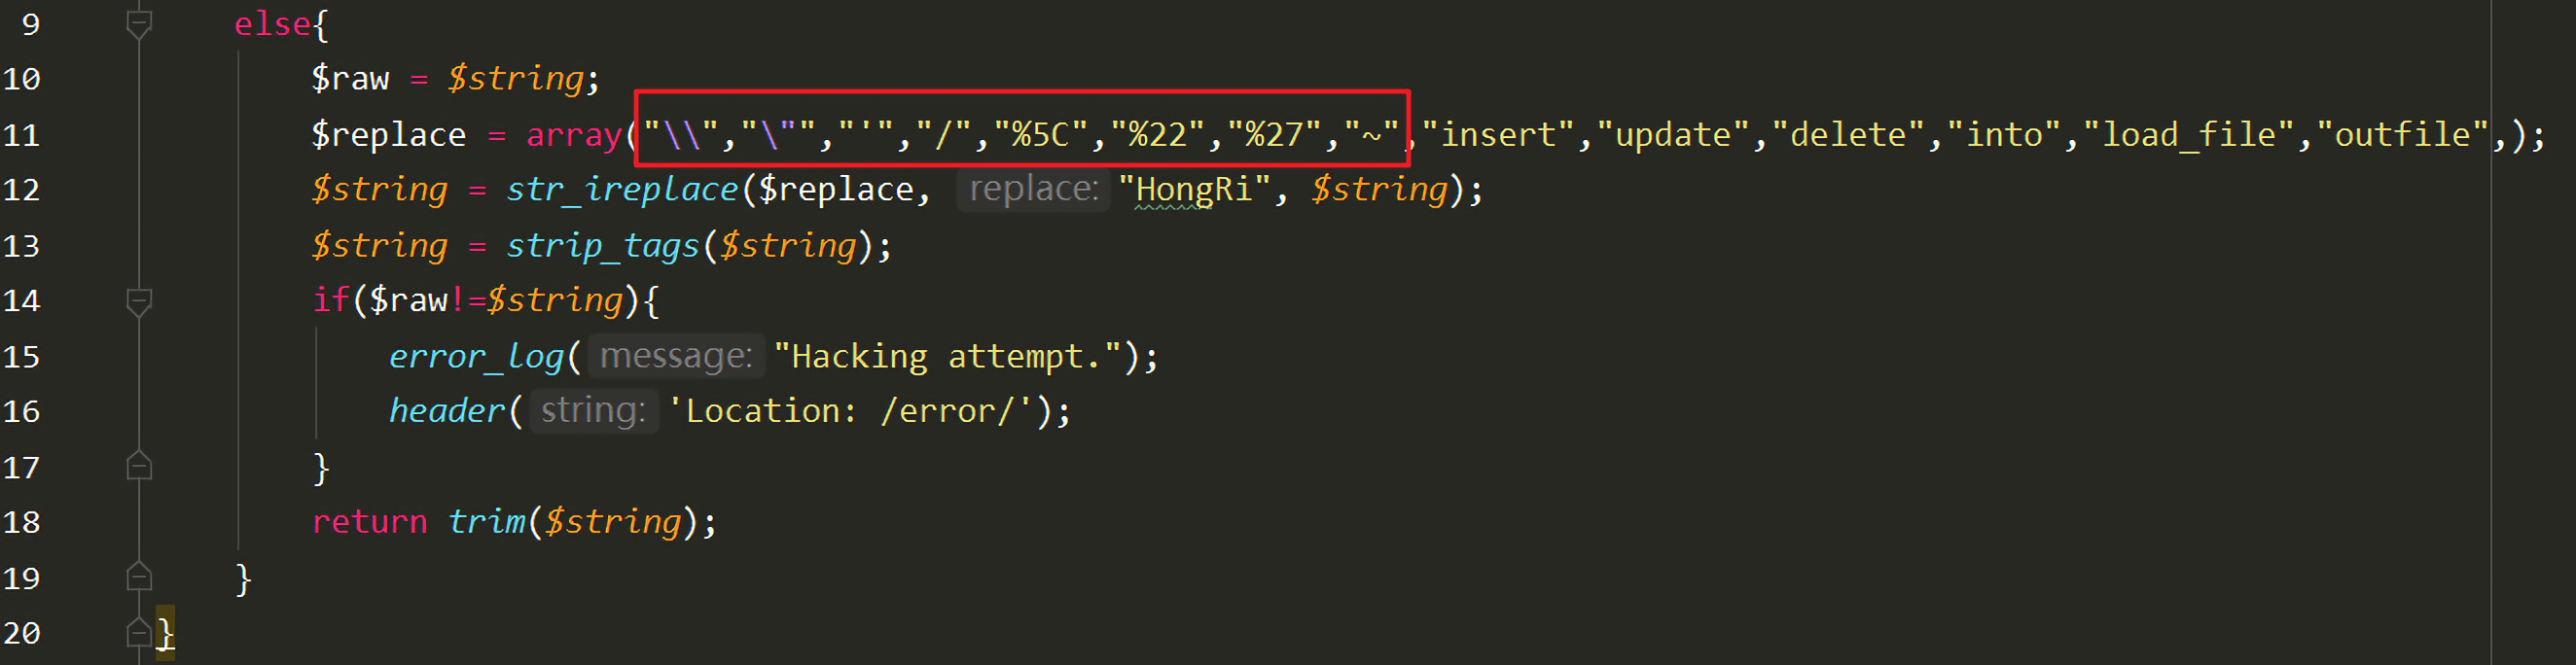 9 else{
10 $raw = $string;
11 $replace = array("\\","\"","'","/","%5C","%22","%27","~","insert","update","delete","into","load_file","outfile",);
12 $string = str_ireplace($replace, replace: "HongRi", $string);
13 $string = strip_tags($string);
14 if($raw!=$string){
15 error_log( message: "Hacking attempt.");
16 header( string: 'Location: /error/');
17 }
18 return trim($string);
19 }
20 }